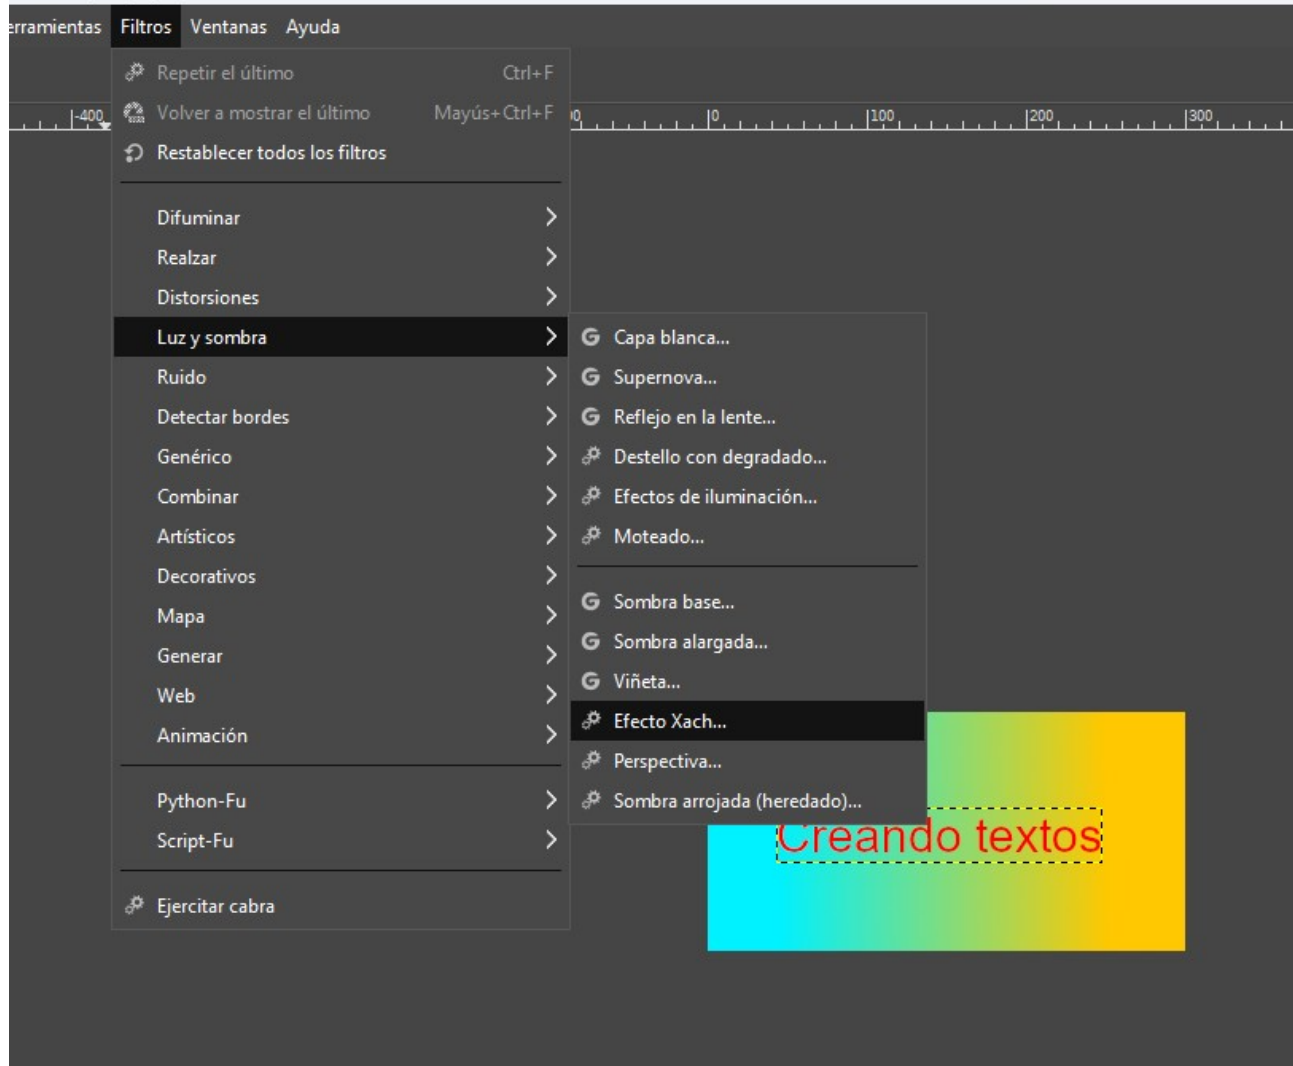 erramientas Filtros Ventanas Ayuda
Repetir el último Ctrl+F
Volver a mostrar el último Mayús+Ctrl+F
-400 0 100 200 300
Restablecer todos los filtros
Difuminar
Realzar
Distorsiones
Luz y sombra
Ruido
Detectar bordes
Genérico
Combinar
Artísticos
Decorativos
Mapa
Generar
Web
Animación
Python-Fu
Script-Fu
Ejercitar cabra
Capa blanca...
Supernova...
Reflejo en la lente...
Destello con degradado...
Efectos de iluminación...
Moteado...
Sombra base...
Sombra alargada...
Viñeta...
Efecto Xach...
Perspectiva...
Sombra arrojada (heredado)...
Creando textos